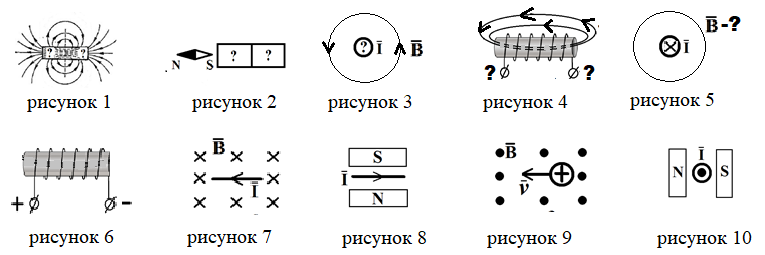 ? ?
N S ? ?
? I B
? ?
I B-?
рисунок 1 рисунок 2 рисунок 3 рисунок 4 рисунок 5
+ -
B I
S I N
B v +
N I S
рисунок 6 рисунок 7 рисунок 8 рисунок 9 рисунок 10